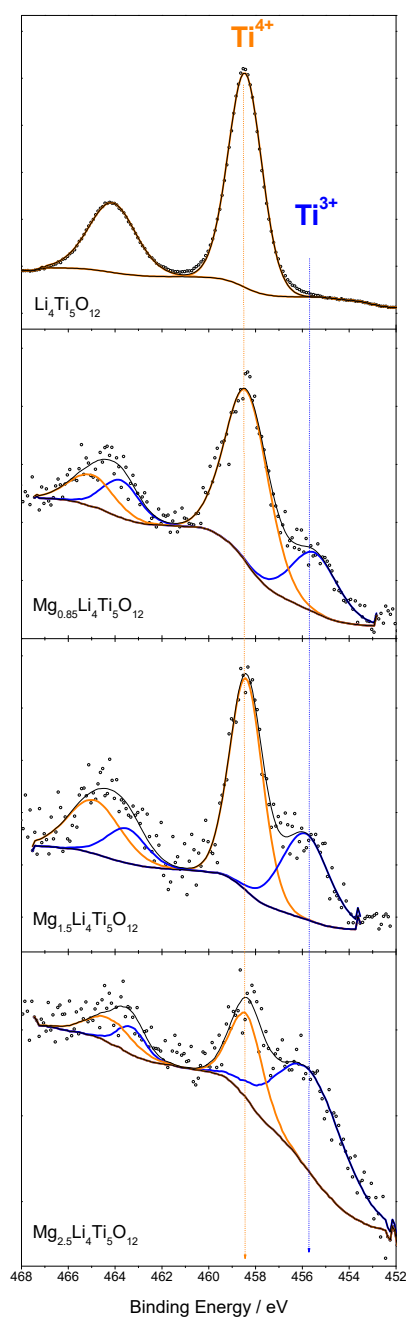 Ti⁴⁺
Ti³⁺
Li₄Ti₅O₁₂
Mg₀.₈₅Li₄Ti₅O₁₂
Mg₁.₅Li₄Ti₅O₁₂
Mg₂.₅Li₄Ti₅O₁₂
468 466 464 462 460 458 456 454 452
Binding Energy / eV